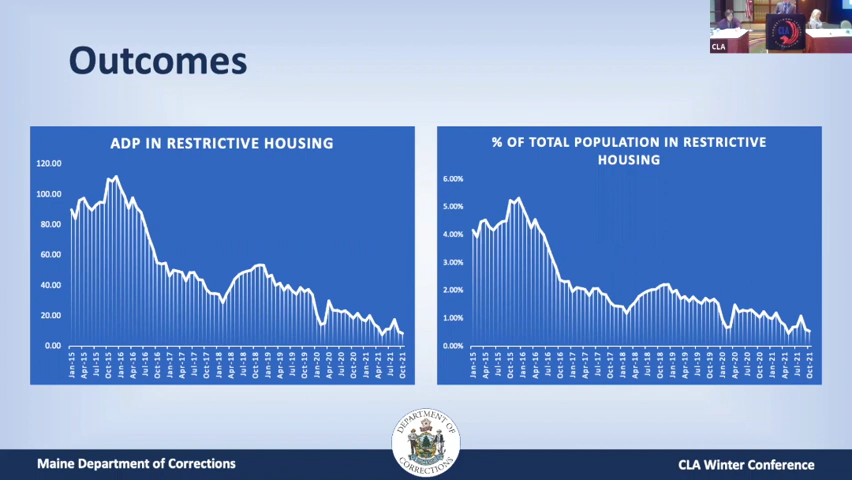 CLA
CLA
Outcomes
ADP IN RESTRICTIVE HOUSING
120.00
100.00
80.00
60.00
40.00
20.00
0.00
Jan-15
Apr-15
Jul-15
Oct-15
Jan-16
Apr-16
Jul-16
Oct-16
Jan-17
Apr-17
Jul-17
Oct-17
Jan-18
Apr-18
Jul-18
Oct-18
Jan-19
Apr-19
Jul-19
Oct-19
Jan-20
Apr-20
Jul-20
Oct-20
Jan-21
Apr-21
Jul-21
Oct-21
% OF TOTAL POPULATION IN RESTRICTIVE
HOUSING
6.00%
5.00%
4.00%
3.00%
2.00%
1.00%
0.00%
Jan-15
Apr-15
Jul-15
Oct-15
Jan-16
Apr-16
Jul-16
Oct-16
Jan-17
Apr-17
Jul-17
Oct-17
Jan-18
Apr-18
Jul-18
Oct-18
Jan-19
Apr-19
Jul-19
Oct-19
Jan-20
Apr-20
Jul-20
Oct-20
Jan-21
Apr-21
Jul-21
Oct-21
DEPARTMENT OF
CORRECTIONS
Maine Department of Corrections
CLA Winter Conference